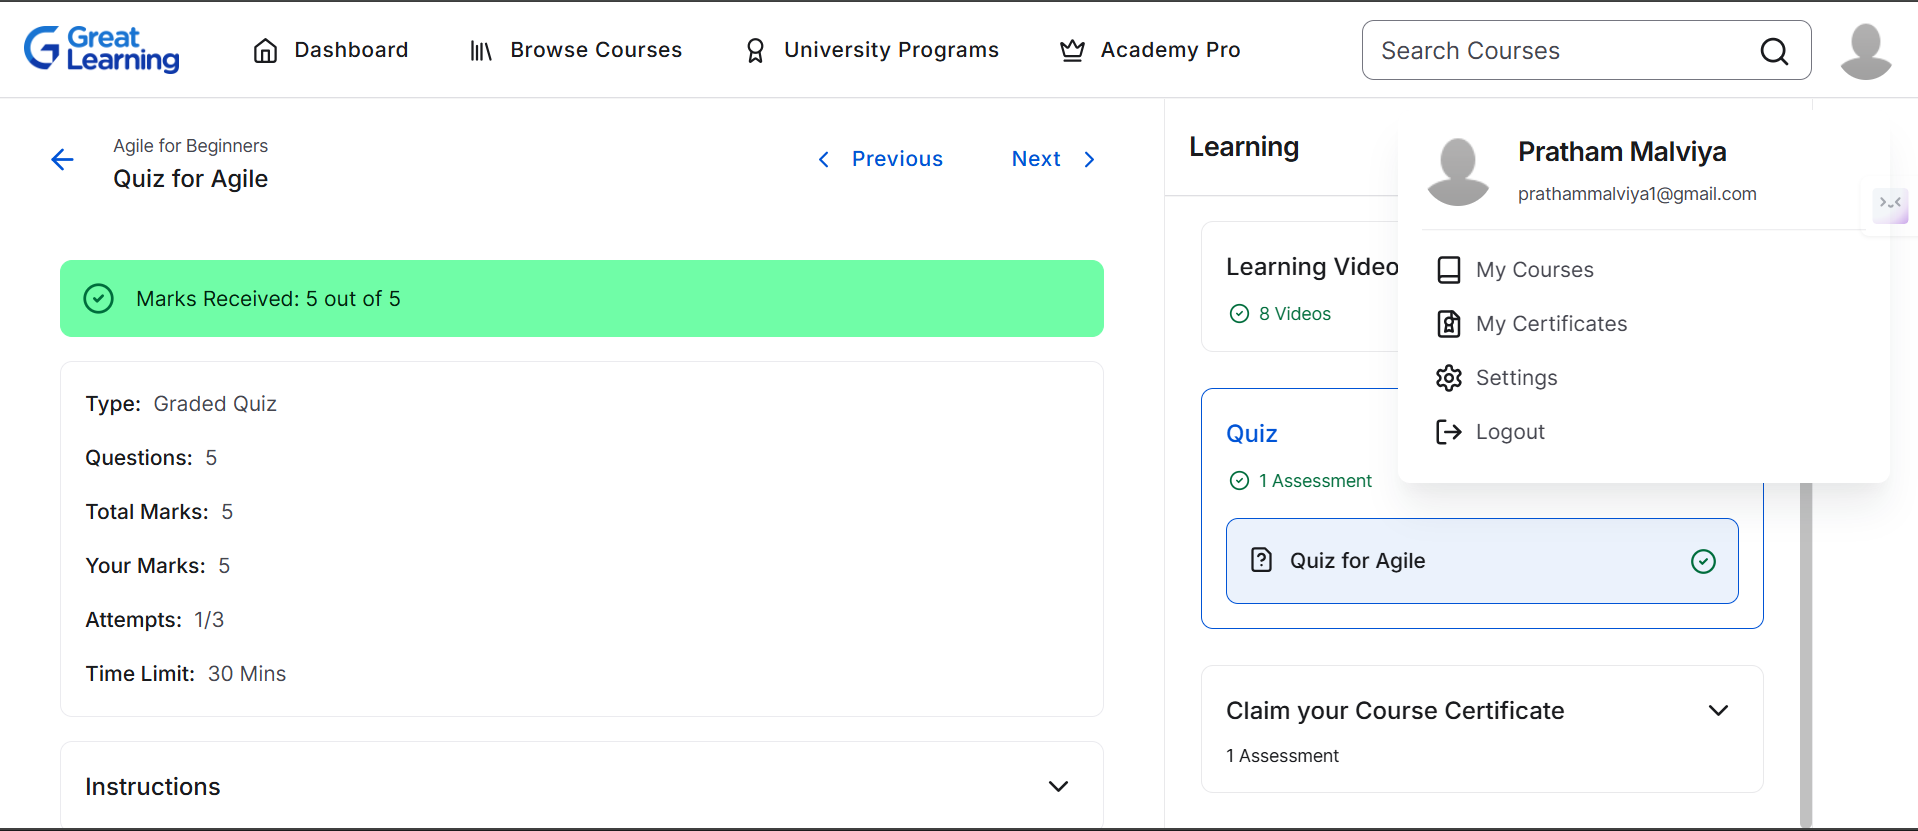 Great
Learning
Dashboard
Browse Courses
University Programs
Academy Pro
Search Courses
Agile for Beginners
Quiz for Agile
Previous
Next
Marks Received: 5 out of 5
Type: Graded Quiz
Questions: 5
Total Marks: 5
Your Marks: 5
Attempts: 1/3
Time Limit: 30 Mins
Instructions
Learning
Learning Video
8 Videos
Quiz
1 Assessment
Quiz for Agile
Claim your Course Certificate
1 Assessment
Pratham Malviya
prathammalviya1@gmail.com
My Courses
My Certificates
Settings
Logout